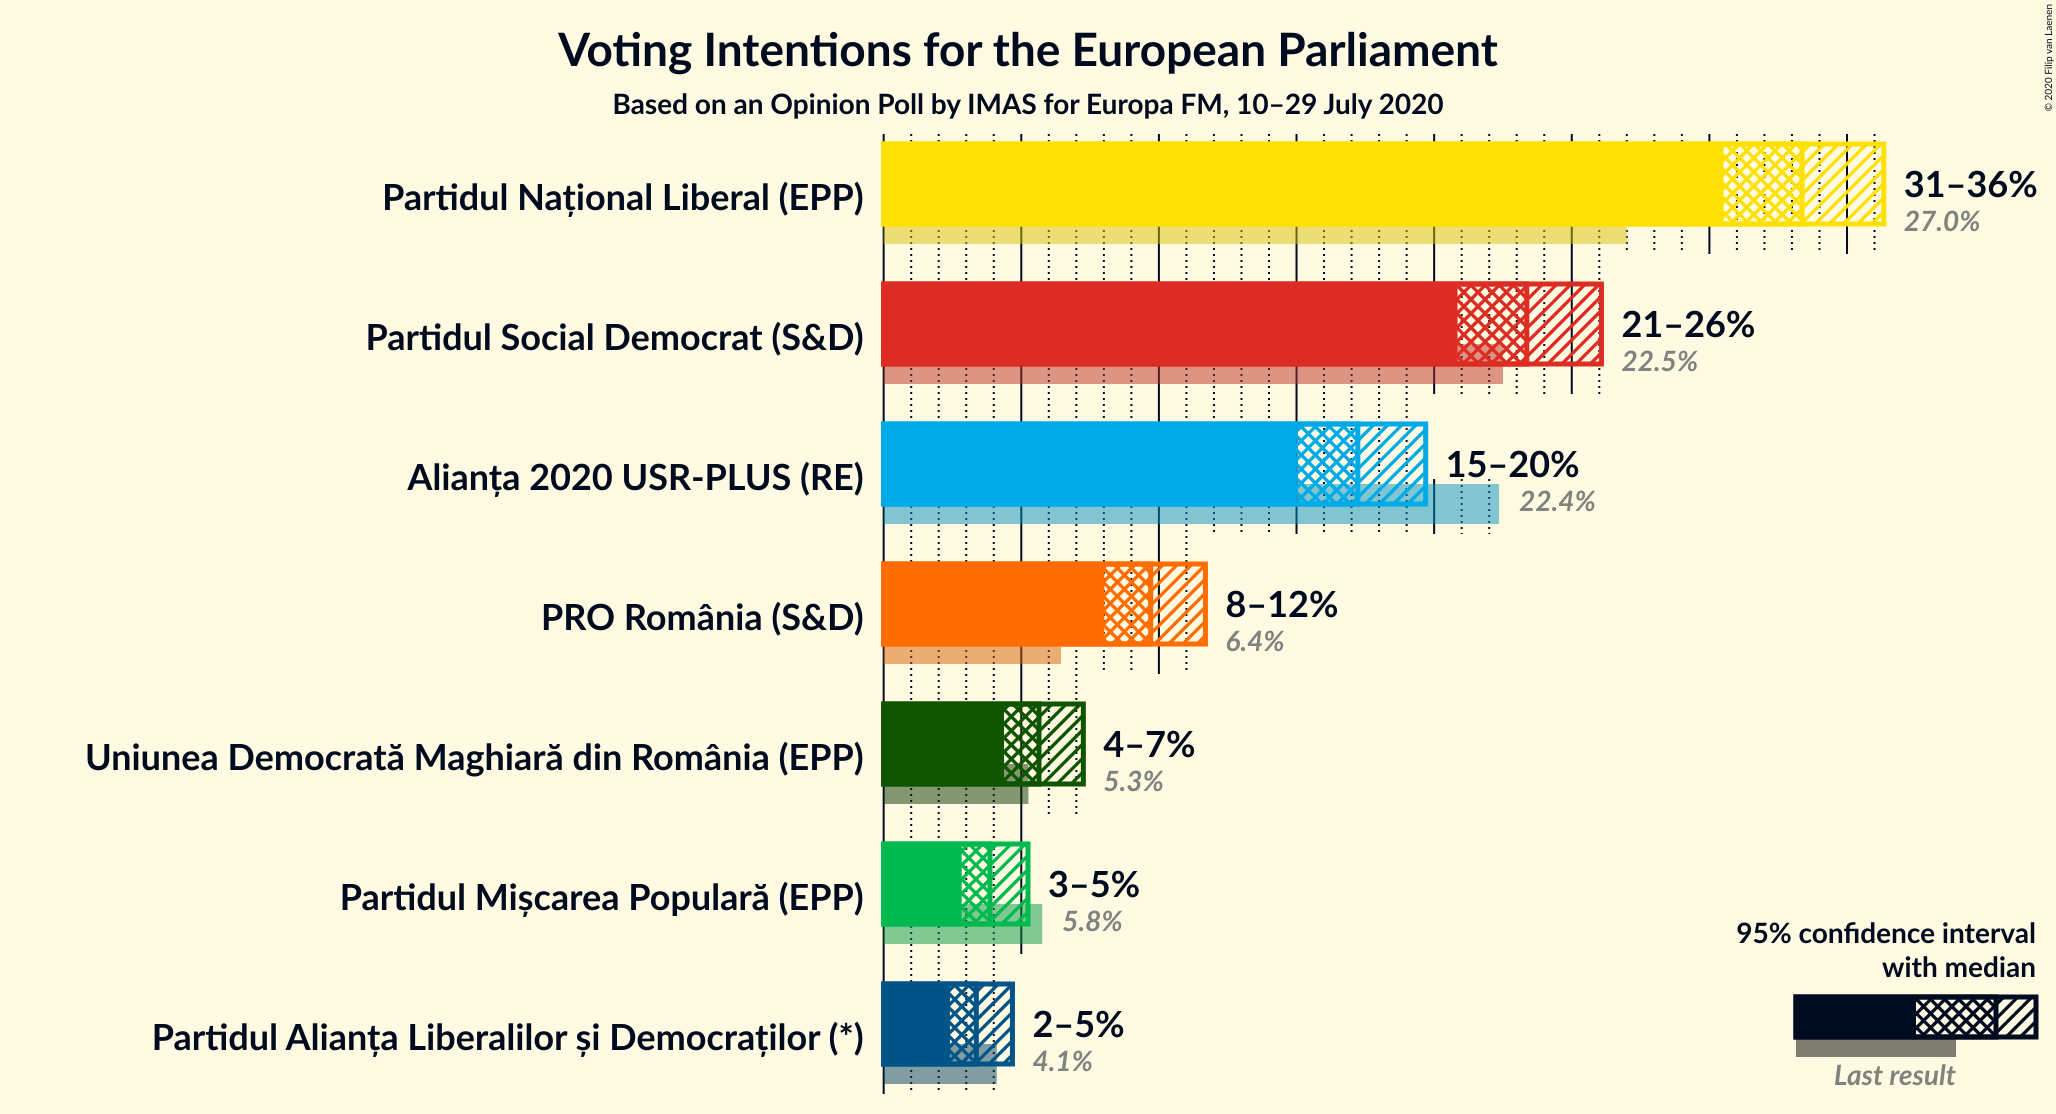 Voting Intentions for the European Parliament
Based on an Opinion Poll by IMAS for Europa FM, 10–29 July 2020
© 2020 Filip van Laenen
Partidul Național Liberal (EPP)
31–36%
27.0%
Partidul Social Democrat (S&D)
21–26%
22.5%
Alianța 2020 USR-PLUS (RE)
15–20%
22.4%
PRO România (S&D)
8–12%
6.4%
Uniunea Democrată Maghiară din România (EPP)
4–7%
5.3%
Partidul Mișcarea Populară (EPP)
3–5%
5.8%
Partidul Alianța Liberalilor și Democraților (*)
2–5%
4.1%
95% confidence interval
with median
Last result